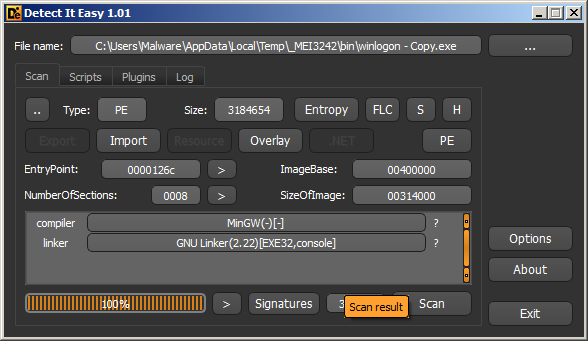 Detect It Easy 1.01
File name: C:\Users\Malware\AppData\Local\Temp\_MEI3242\bin\winlogon - Copy.exe ...
Scan Scripts Plugins Log
.. Type: PE Size: 3184654 Entropy FLC S H
Export Import Resource Overlay .NET PE
EntryPoint: 0000126c > ImageBase: 00400000
NumberOfSections: 0008 > SizeOfImage: 00314000
compiler MinGW(-)[-] ?
linker GNU Linker(2.22)[EXE32,console] ?
Options
About
100% > Signatures Scan
Scan result
Exit